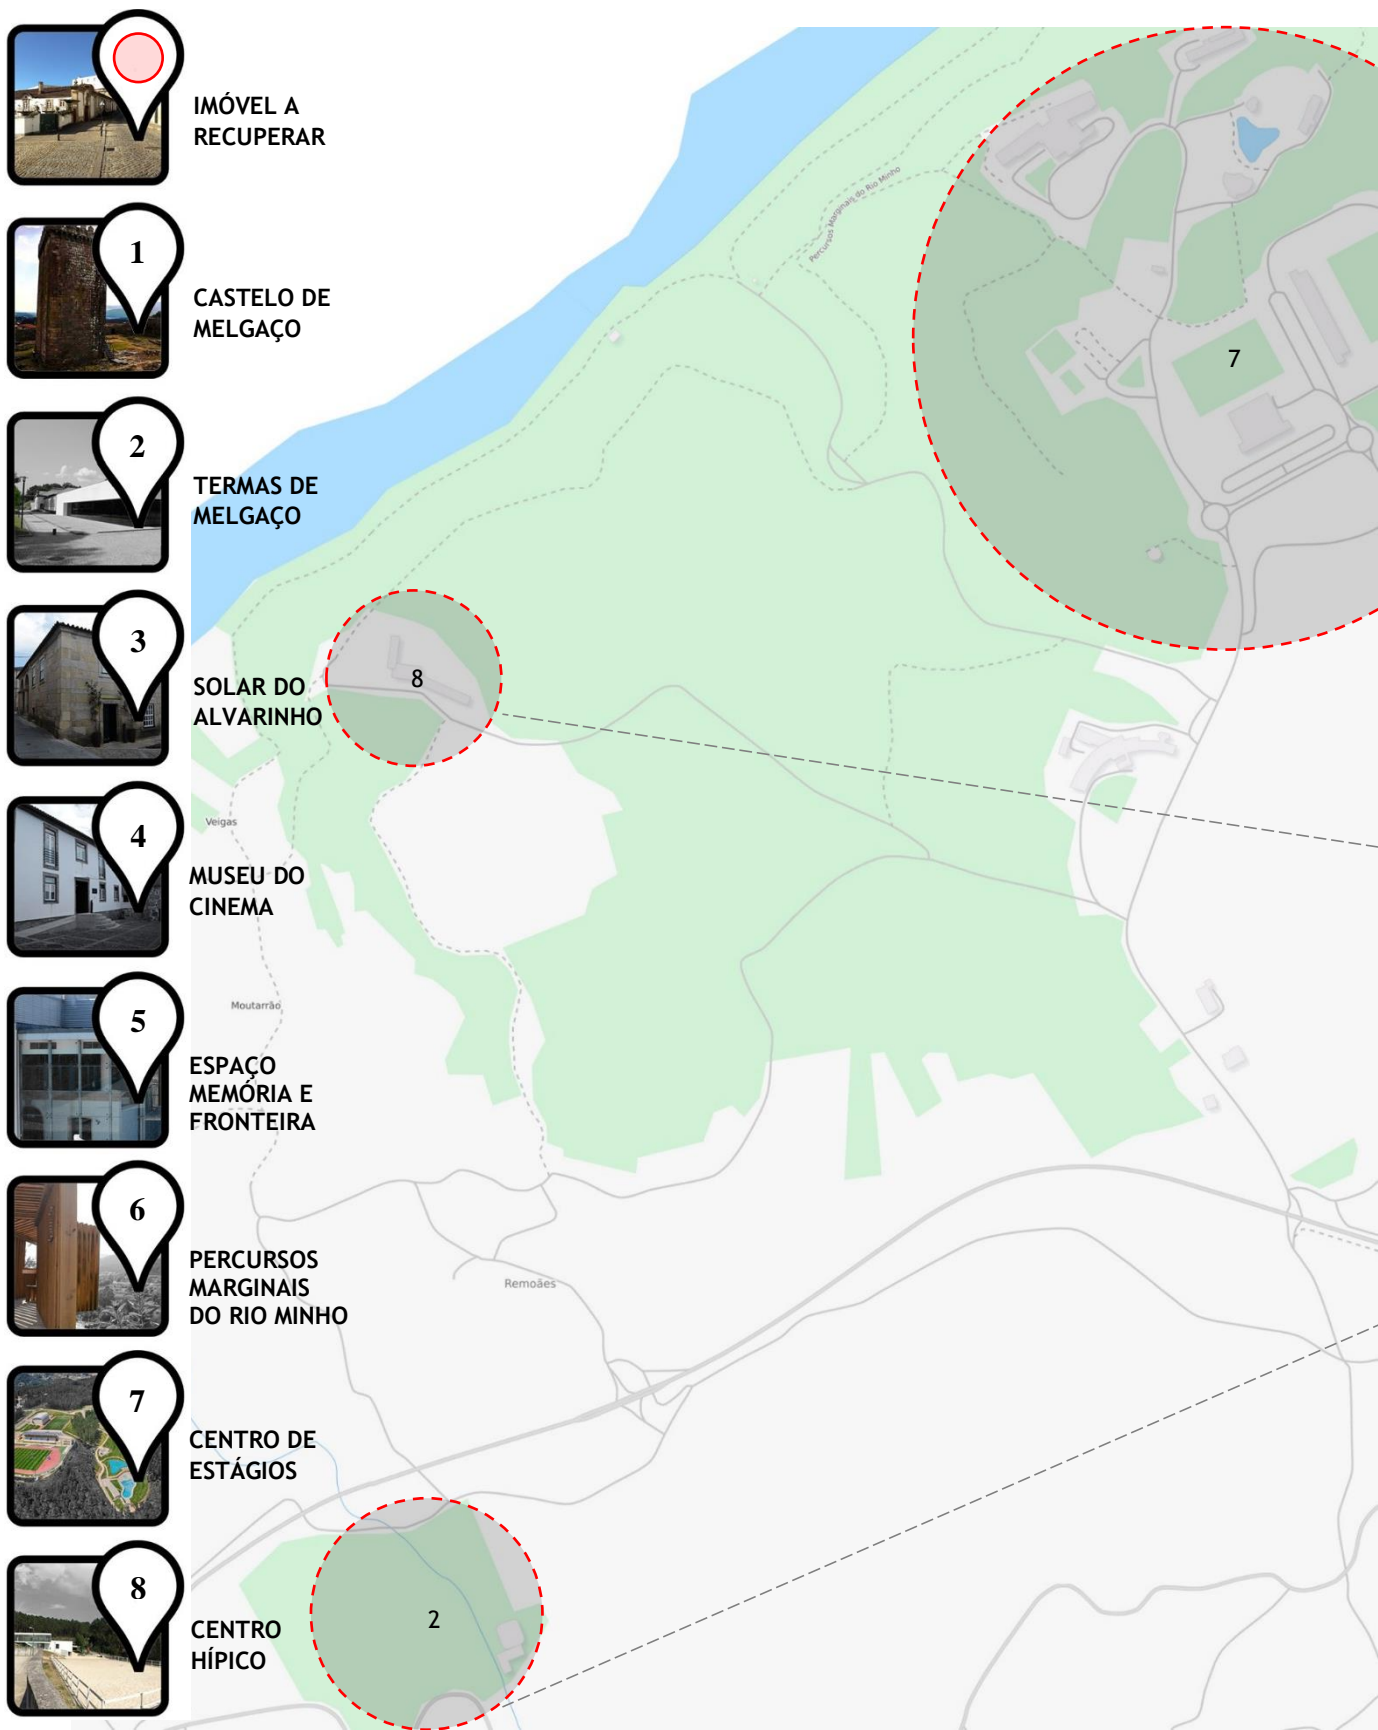 IMÓVEL A
RECUPERAR
1
CASTELO DE
MELGAÇO
2
TERMAS DE
MELGAÇO
3
SOLAR DO
ALVARINHO
4
MUSEU DO
CINEMA
5
ESPAÇO
MEMÓRIA E
FRONTEIRA
6
PERCURSOS
MARGINAIS
DO RIO MINHO
7
CENTRO DE
ESTÁGIOS
8
CENTRO
HÍPICO
Percursos Marginais do Rio Minho
7
8
Veigas
Moutarrão
Remoães
2